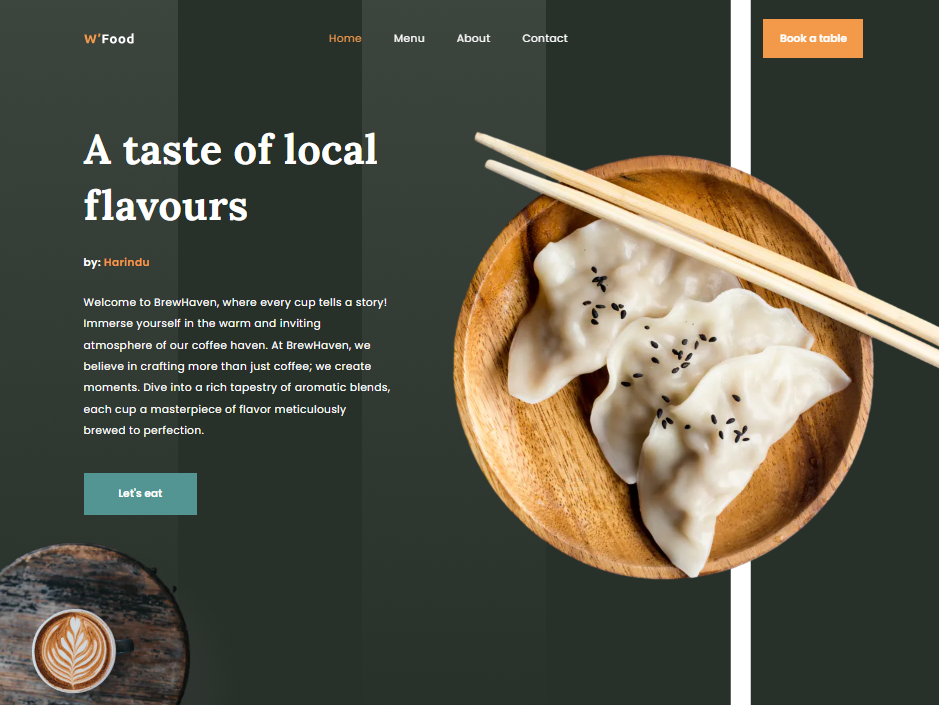 W'Food
Home Menu About Contact
Book a table
A taste of local
flavours
by: Harindu
Welcome to BrewHaven, where every cup tells a story!
Immerse yourself in the warm and inviting
atmosphere of our coffee haven. At BrewHaven, we
believe in crafting more than just coffee; we create
moments. Dive into a rich tapestry of aromatic blends,
each cup a masterpiece of flavor meticulously
brewed to perfection.
Let's eat